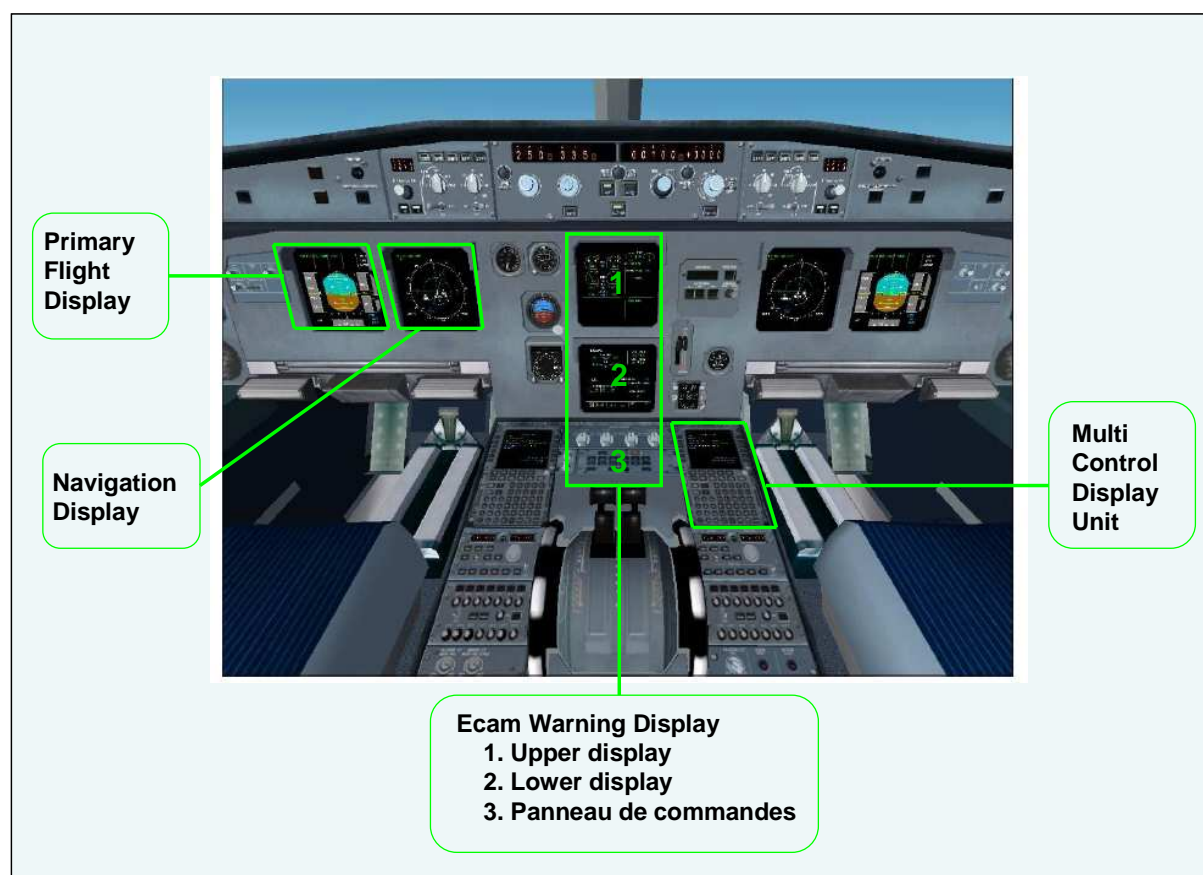 Primary
Flight
Display
Navigation
Display
1
2
3
Multi
Control
Display
Unit
Ecam Warning Display
1. Upper display
2. Lower display
3. Panneau de commandes